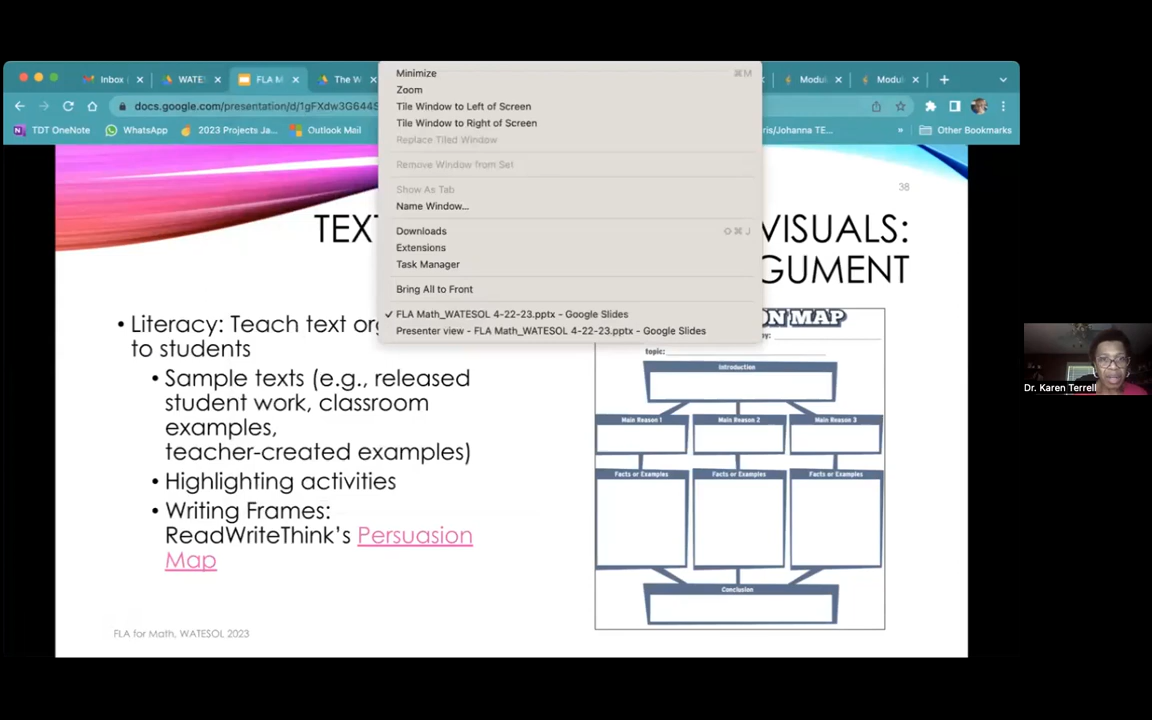 Inbox
WATE
FLA M
The W
Modul
Modul
docs.google.com/presentation/d/1gFXdw3G644S
TDT OneNote
WhatsApp
2023 Projects Ja...
Outlook Mail
ris/Johanna TE...
»
Other Bookmarks
Minimize ⌘M
Zoom
Tile Window to Left of Screen
Tile Window to Right of Screen
Replace Tiled Window
Remove Window from Set
Show As Tab
Name Window...
Downloads ⇧⌘J
Extensions
Task Manager
Bring All to Front
✓ FLA Math_WATESOL 4-22-23.pptx - Google Slides
Presenter view - FLA Math_WATESOL 4-22-23.pptx - Google Slides
38
TEXT VISUALS:
GUMENT
• Literacy: Teach text org
to students
• Sample texts (e.g., released
student work, classroom
examples,
teacher-created examples)
• Highlighting activities
• Writing Frames:
ReadWriteThink's Persuasion
Map
ON MAP
topic:
Introduction
Main Reason 1
Main Reason 2
Main Reason 3
Facts or Examples
Facts or Examples
Facts or Examples
Conclusion
FLA for Math, WATESOL 2023
Dr. Karen Terrell